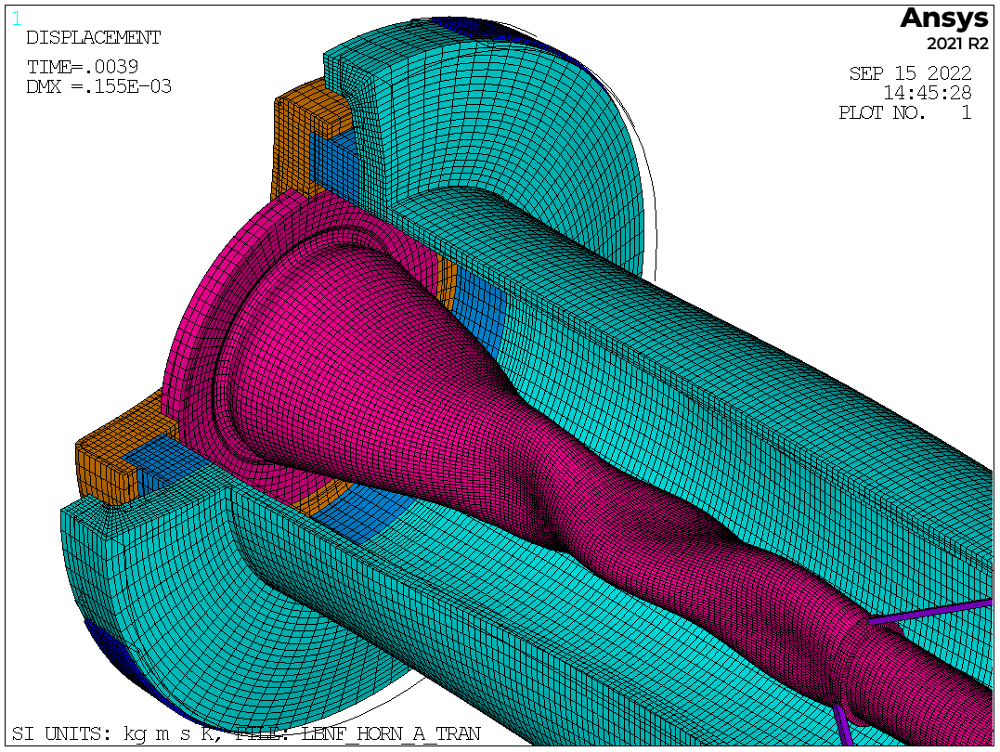 1
DISPLACEMENT
TIME=.0039
DMX =.155E-03
Ansys
2021 R2
SEP 15 2022
14:45:28
PLOT NO. 1
SI UNITS: kg m s K, FILE: LBNF_HORN_A_TRAN